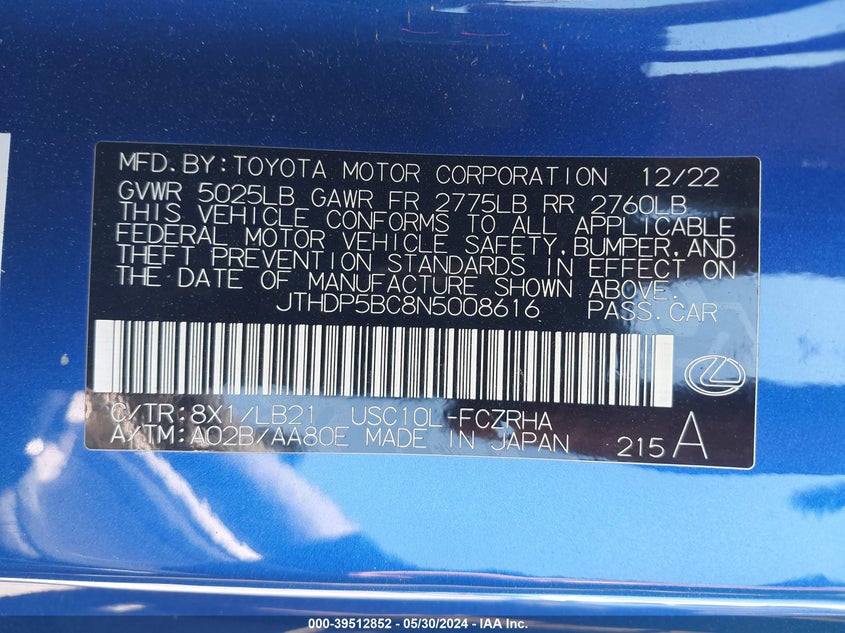 MFD.BY:TOYOTA MOTOR CORPORATION 12/22
GVWR 5025LB GAWR FR 2775LB RR 2760LB
THIS VEHICLE CONFORMS TO ALL APPLICABLE
FEDERAL MOTOR VEHICLE SAFETY,BUMPER,AND
THEFT PREVENTION STANDARDS IN EFFECT ON
THE DATE OF MANUFACTURE SHOWN ABOVE.
JTHDP5BC8N5008616 PASS.CAR
C/TR:8X1/LB21 USC10L-FCZRHA
A/TM:A02B/AA80E MADE IN JAPAN 215 A
000-39512852 - 05/30/2024 - IAA Inc.